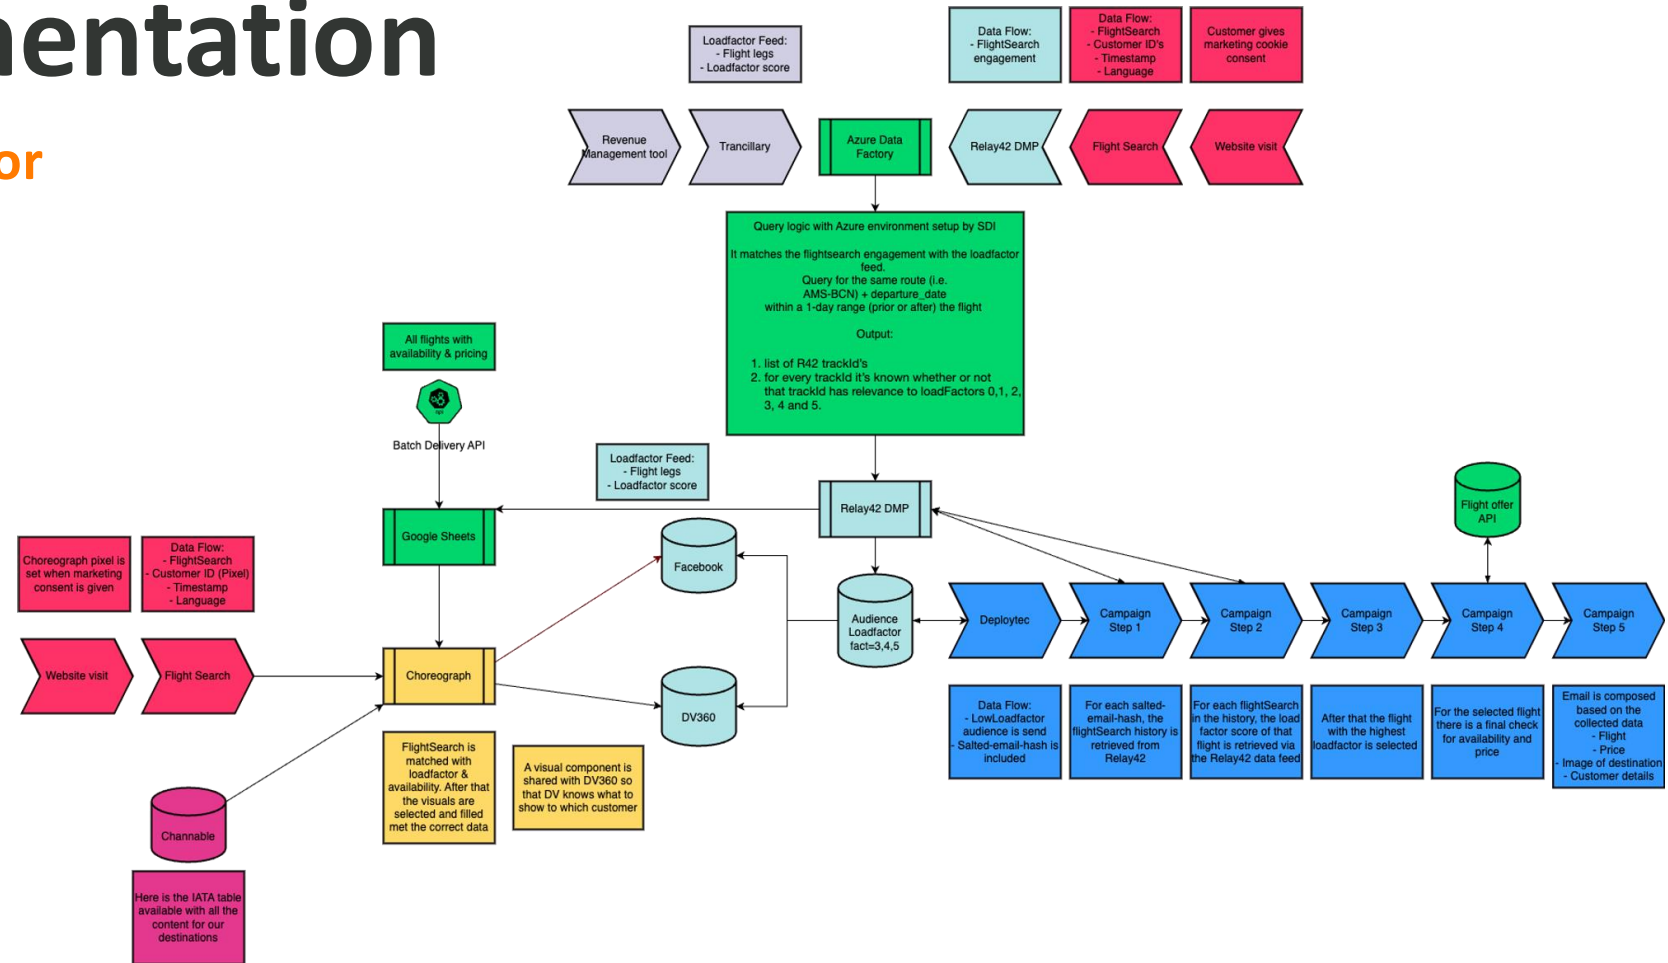 nentation
or
Loadfactor Feed:
- Flight legs
- Loadfactor score
Data Flow:
- FlightSearch
engagement
Data Flow:
- FlightSearch
- Customer ID's
- Timestamp
- Language
Customer gives
marketing cookie
consent
Revenue
Management tool
Trancillary
Azure Data
Factory
Relay42 DMP
Flight Search
Website visit
Query logic with Azure environment setup by SDI
It matches the flightsearch engagement with the loadfactor
feed.
Query for the same route (i.e.
AMS-BCN) + departure_date
within a 1-day range (prior or after) the flight
Output:
1. list of R42 trackId's
2. for every trackId it's known whether or not
that trackId has relevance to loadFactors 0,1, 2,
3, 4 and 5.
All flights with
availability & pricing
Batch Delivery API
Loadfactor Feed:
- Flight legs
- Loadfactor score
Google Sheets
Relay42 DMP
Flight offer
API
Choreograph pixel is
set when marketing
consent is given
Data Flow:
- FlightSearch
- Customer ID (Pixel)
- Timestamp
- Language
Facebook
Audience
Loadfactor
fact=3,4,5
Deploytec
Campaign
Step 1
Campaign
Step 2
Campaign
Step 3
Campaign
Step 4
Campaign
Step 5
Website visit
Flight Search
Choreograph
DV360
Data Flow:
- LowLoadfactor
audience is send
- Salted-email-hash is
included
For each salted-
email-hash, the
flightSearch history is
retrieved from
Relay42
For each flightSearch
in the history, the load
factor score of that
flight is retrieved via
the Relay42 data feed
After that the flight
with the highest
loadfactor is selected
For the selected flight
there is a final check
for availability and
price
Email is composed
based on the
collected data
- Flight
- Price
- Image of destination
- Customer details
FlightSearch is
matched with
loadfactor &
availability. After that
the visuals are
selected and filled
met the correct data
A visual component is
shared with DV360 so
that DV knows what to
show to which customer
Channable
Here is the IATA table
available with all the
content for our
destinations